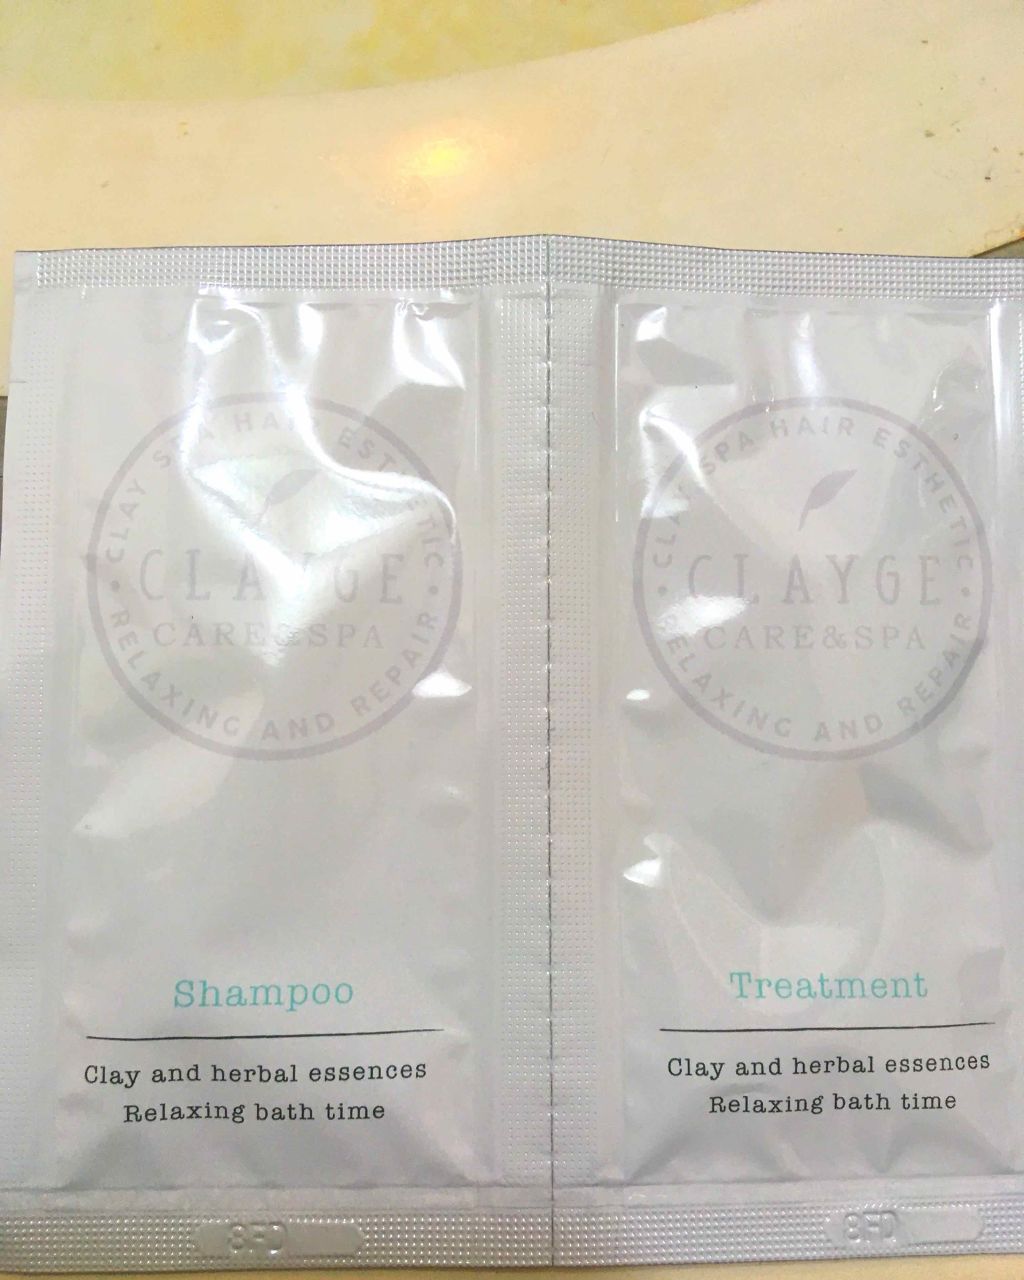 CLAY SPA HAIR ESTHETIC
CLAYGE
CARE&SPA
RELAXING AND REPAIR
Shampoo
Clay and herbal essences
Relaxing bath time
CLAY SPA HAIR ESTHETIC
CLAYGE
CARE&SPA
RELAXING AND REPAIR
Treatment
Clay and herbal essences
Relaxing bath time